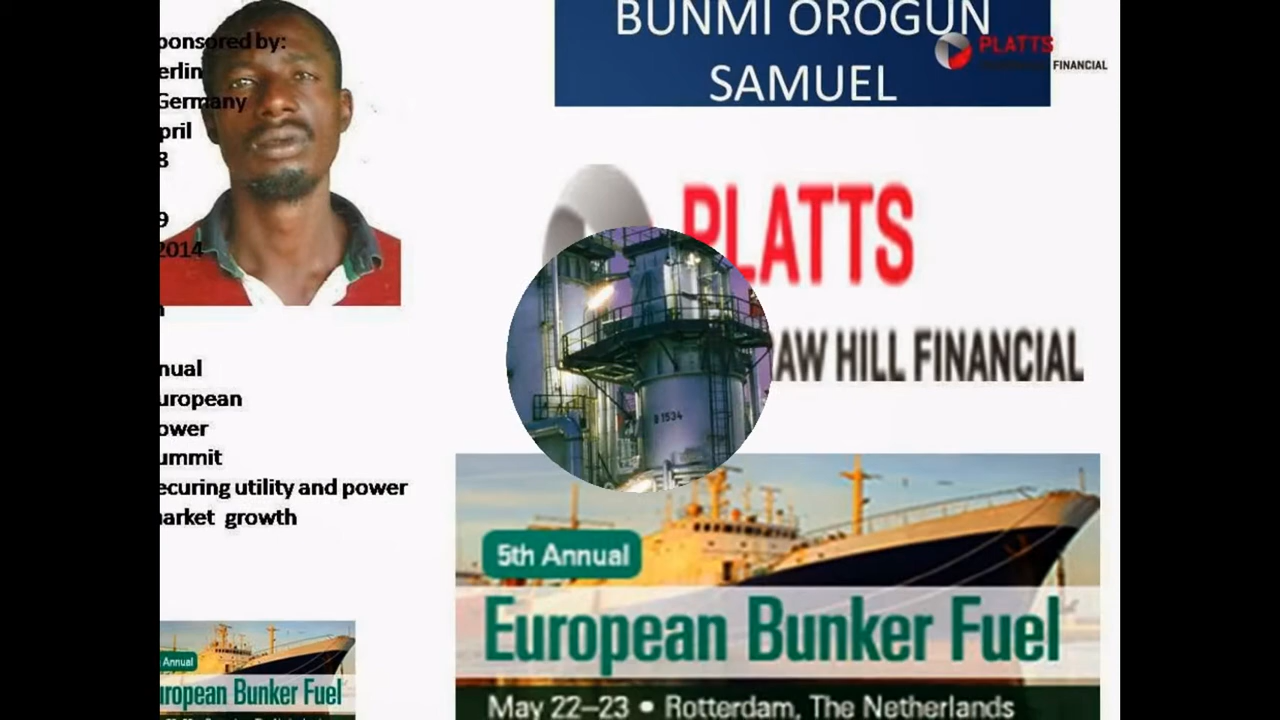 BUNMI OROGUN
SAMUEL
PLATTS
FINANCIAL
ponsored by:
erlin
Germany
pril
3
9
2014
nual
uropean
ower
ummit
ecuring utility and power
arket growth
PLATTS
AW HILL FINANCIAL
B 1534
5th Annual
European Bunker Fuel
May 22–23 • Rotterdam, The Netherlands
Annual
uropean Bunker Fuel